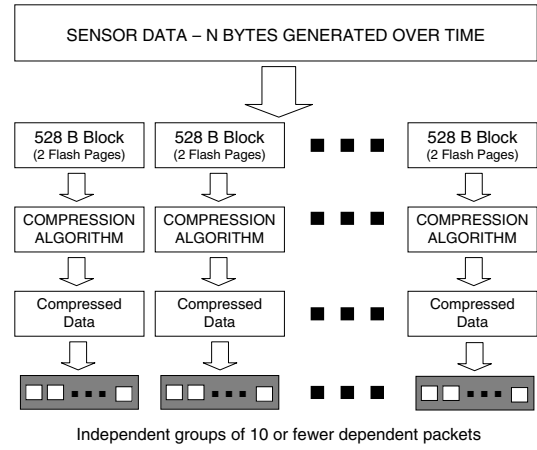 SENSOR DATA – N BYTES GENERATED OVER TIME
528 B Block
(2 Flash Pages)
528 B Block
(2 Flash Pages)
528 B Block
(2 Flash Pages)
COMPRESSION
ALGORITHM
COMPRESSION
ALGORITHM
COMPRESSION
ALGORITHM
Compressed
Data
Compressed
Data
Compressed
Data
Independent groups of 10 or fewer dependent packets